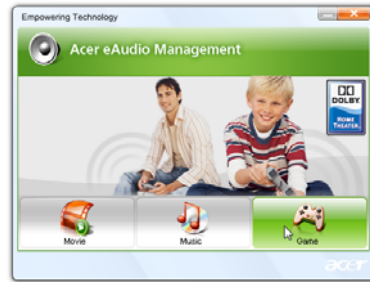 Empowering Technology
Acer eAudio Management
DOLBY
HOME
THEATER
Movie
Music
Game
acer